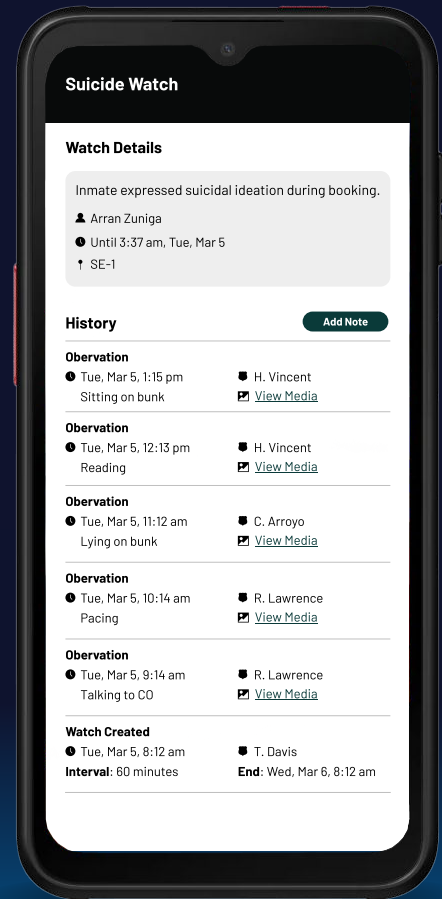 Suicide Watch
Watch Details
Inmate expressed suicidal ideation during booking.
Arran Zuniga
Until 3:37 am, Tue, Mar 5
SE-1
History
Add Note
Obervation
Tue, Mar 5, 1:15 pm H. Vincent
Sitting on bunk View Media
Obervation
Tue, Mar 5, 12:13 pm H. Vincent
Reading View Media
Obervation
Tue, Mar 5, 11:12 am C. Arroyo
Lying on bunk View Media
Obervation
Tue, Mar 5, 10:14 am R. Lawrence
Pacing View Media
Obervation
Tue, Mar 5, 9:14 am R. Lawrence
Talking to CO View Media
Watch Created
Tue, Mar 5, 8:12 am T. Davis
Interval: 60 minutes End: Wed, Mar 6, 8:12 am